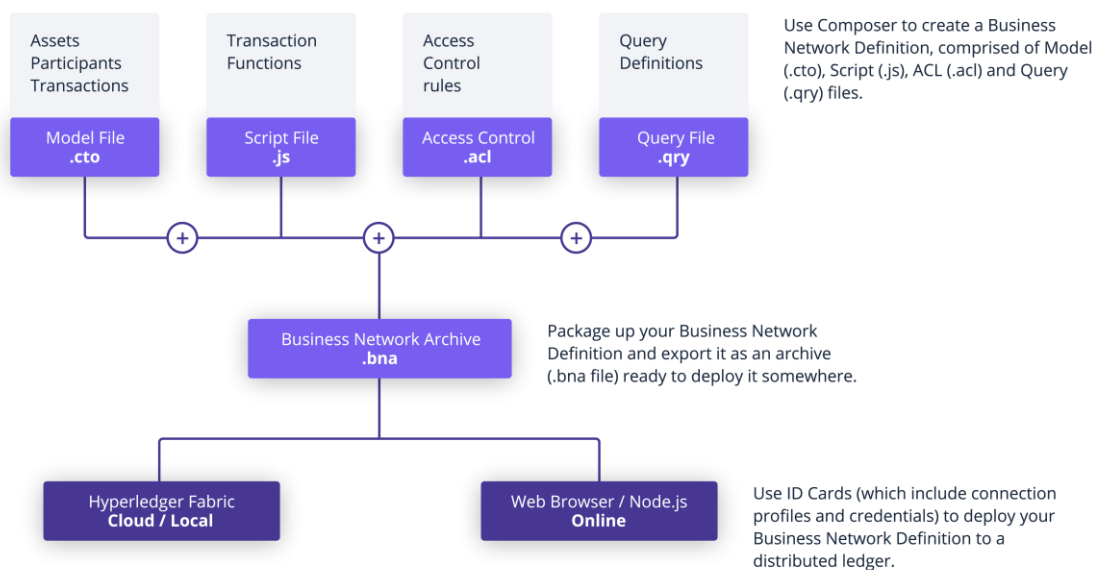 Assets
Participants
Transactions
Transaction
Functions
Access
Control
rules
Query
Definitions
Use Composer to create a Business
Network Definition, comprised of Model
(.cto), Script (.js), ACL (.acl) and Query
(.qry) files.
Model File
.cto
Script File
.js
Access Control
.acl
Query File
.qry
+
+
+
Business Network Archive
.bna
Package up your Business Network
Definition and export it as an archive
(.bna file) ready to deploy it somewhere.
Hyperledger Fabric
Cloud / Local
Web Browser / Node.js
Online
Use ID Cards (which include connection
profiles and credentials) to deploy your
Business Network Definition to a
distributed ledger.